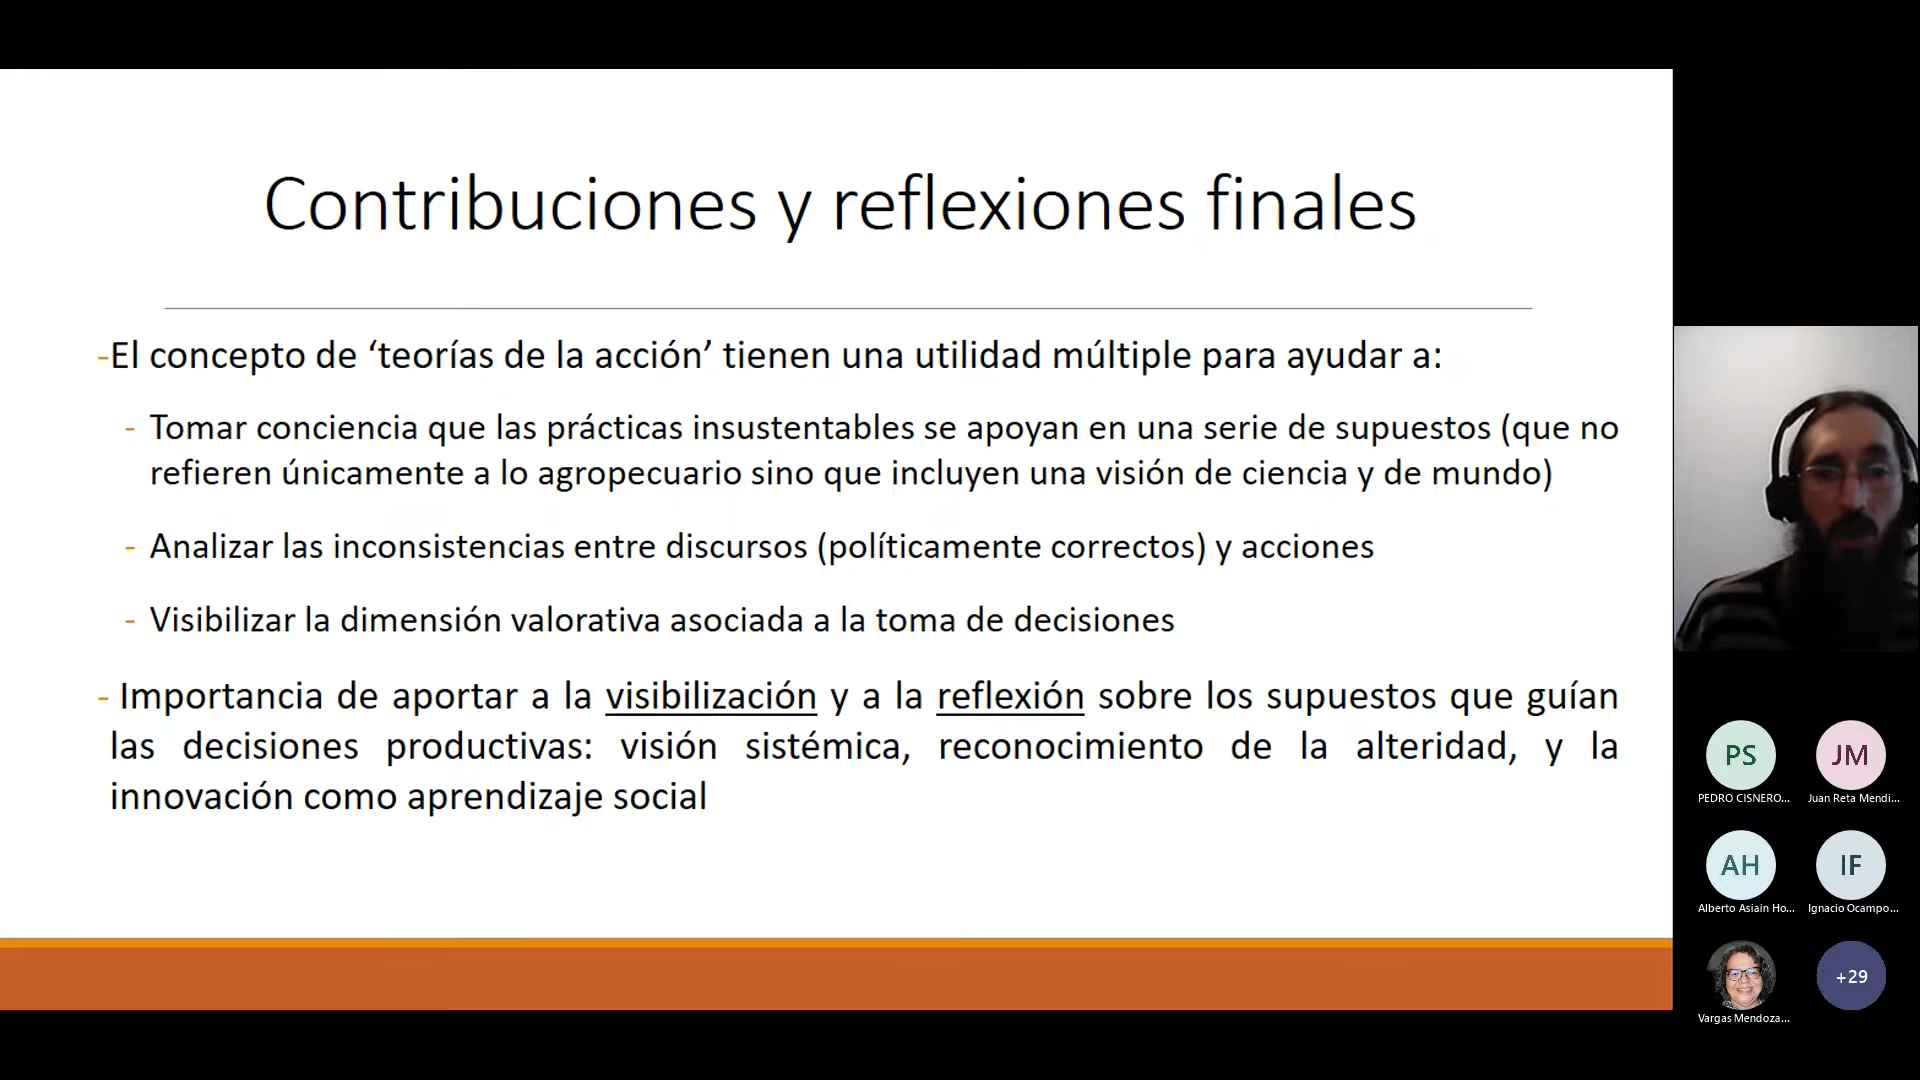 Contribuciones y reflexiones finales
-El concepto de ‘teorías de la acción’ tienen una utilidad múltiple para ayudar a:
- Tomar conciencia que las prácticas insustentables se apoyan en una serie de supuestos (que no
refieren únicamente a lo agropecuario sino que incluyen una visión de ciencia y de mundo)
- Analizar las inconsistencias entre discursos (políticamente correctos) y acciones
- Visibilizar la dimensión valorativa asociada a la toma de decisiones
- Importancia de aportar a la visibilización y a la reflexión sobre los supuestos que guían
las decisiones productivas: visión sistémica, reconocimiento de la alteridad, y la
innovación como aprendizaje social
PS
PEDRO CISNERO...
JM
Juan Reta Mendi...
AH
Alberto Asiain Ho...
IF
Ignacio Ocampo...
Vargas Mendoza...
+29